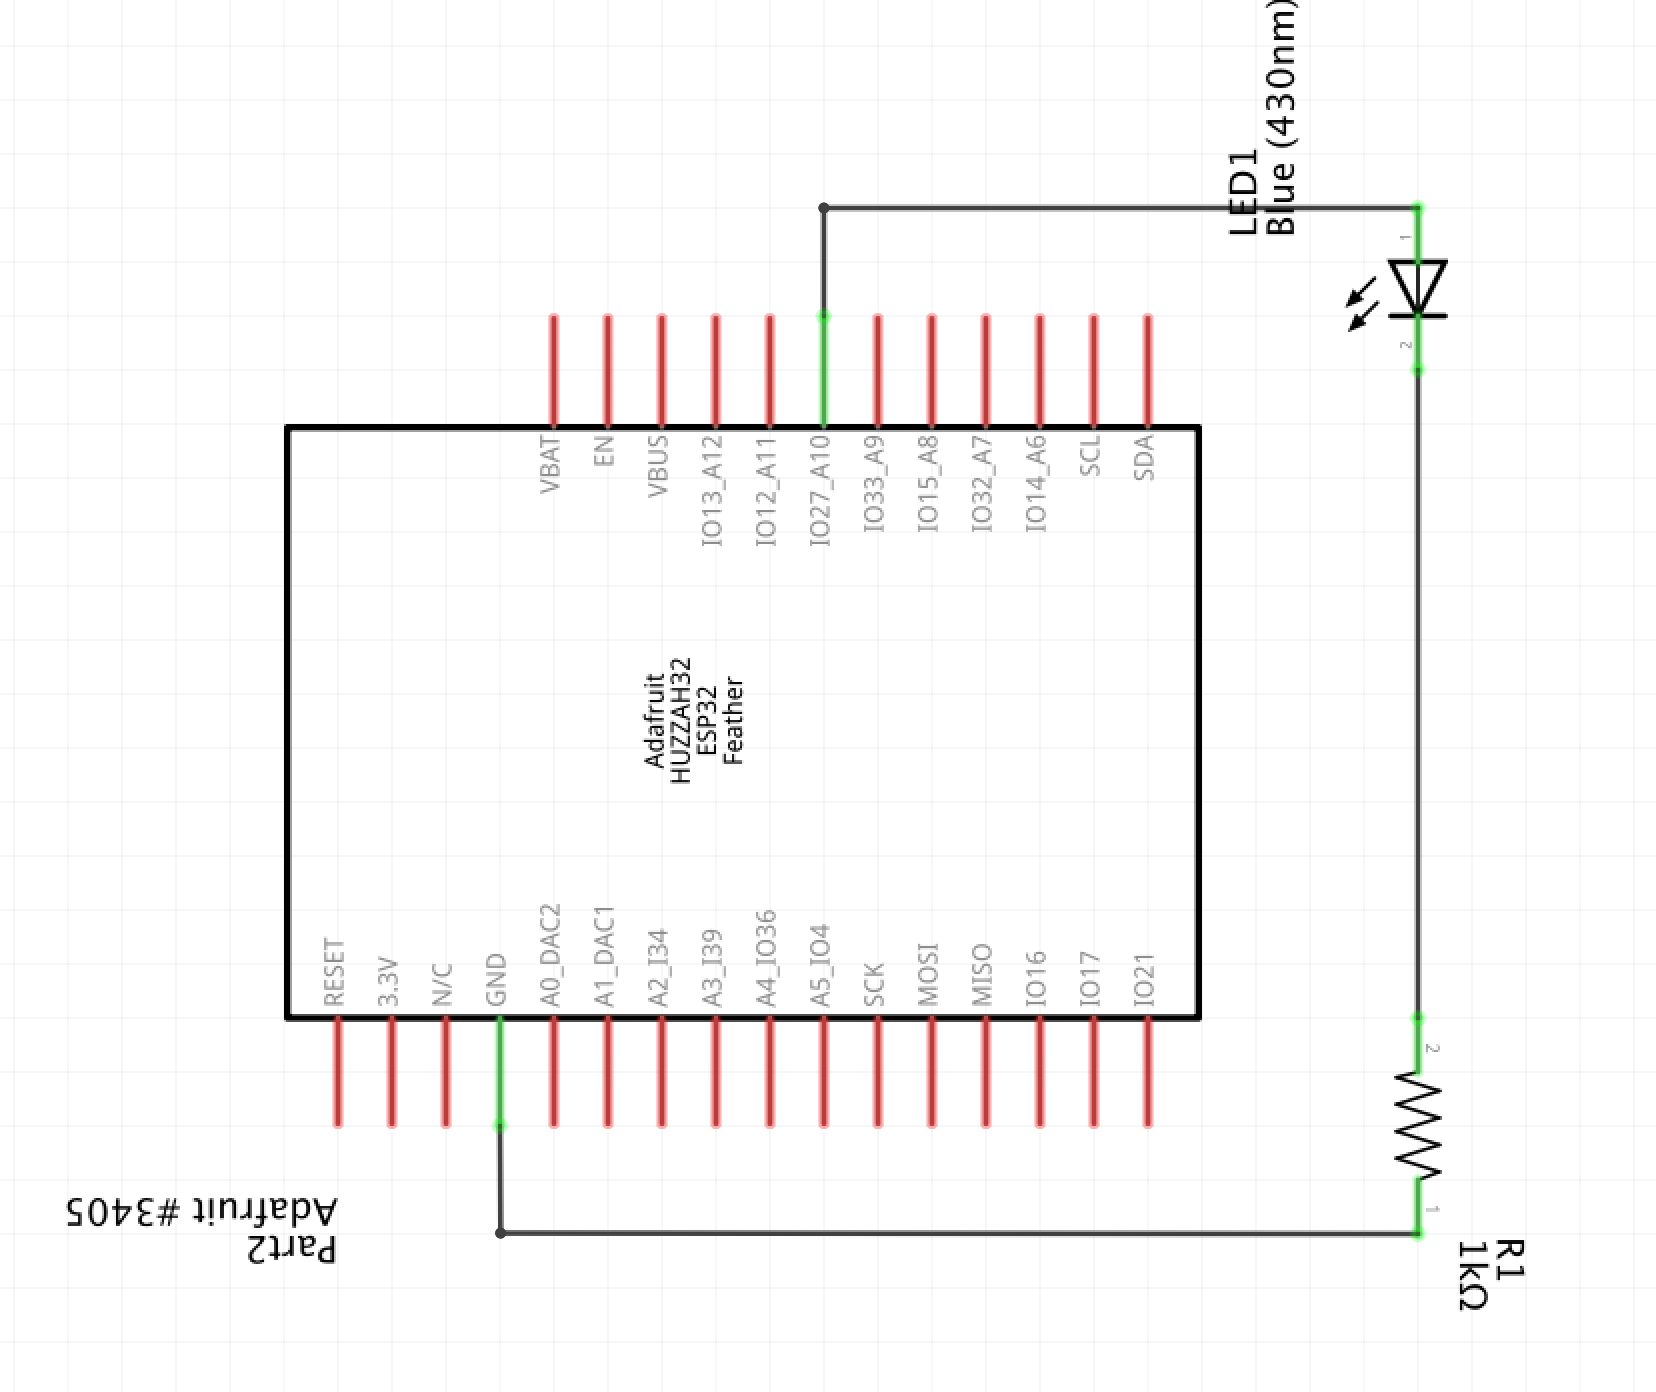 LED1
Blue (430nm)
1
2
VBAT
EN
VBUS
IO13_A12
IO12_A11
IO27_A10
IO33_A9
IO15_A8
IO32_A7
IO14_A6
SCL
SDA
Adafruit
HUZZAH32
ESP32
Feather
RESET
3.3V
N/C
GND
A0_DAC2
A1_DAC1
A2_I34
A3_I39
A4_IO36
A5_IO4
SCK
MOSI
MISO
IO16
IO17
IO21
2
1
Part2
Adafruit #3405
R1
1kΩ